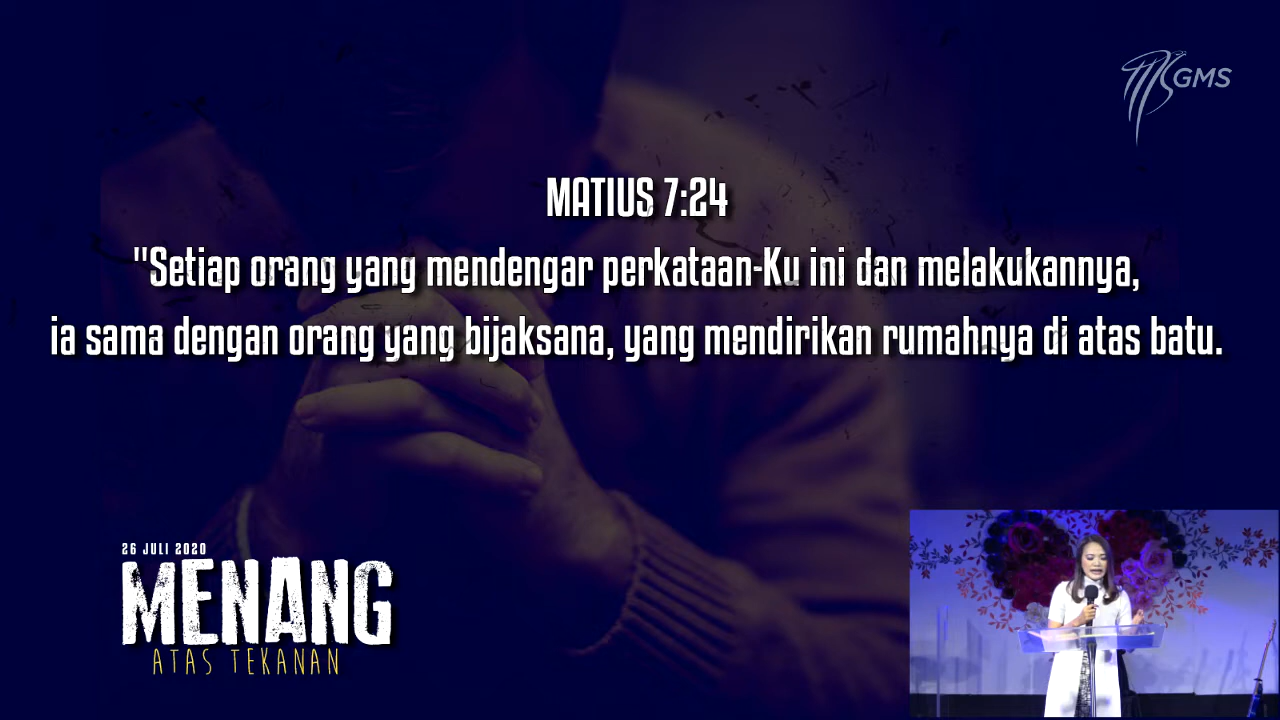 GMS
MATIUS 7:24
"Setiap orang yang mendengar perkataan-Ku ini dan melakukannya,
ia sama dengan orang yang bijaksana, yang mendirikan rumahnya di atas batu.
26 JULI 2020
MENANG
ATAS TEKANAN